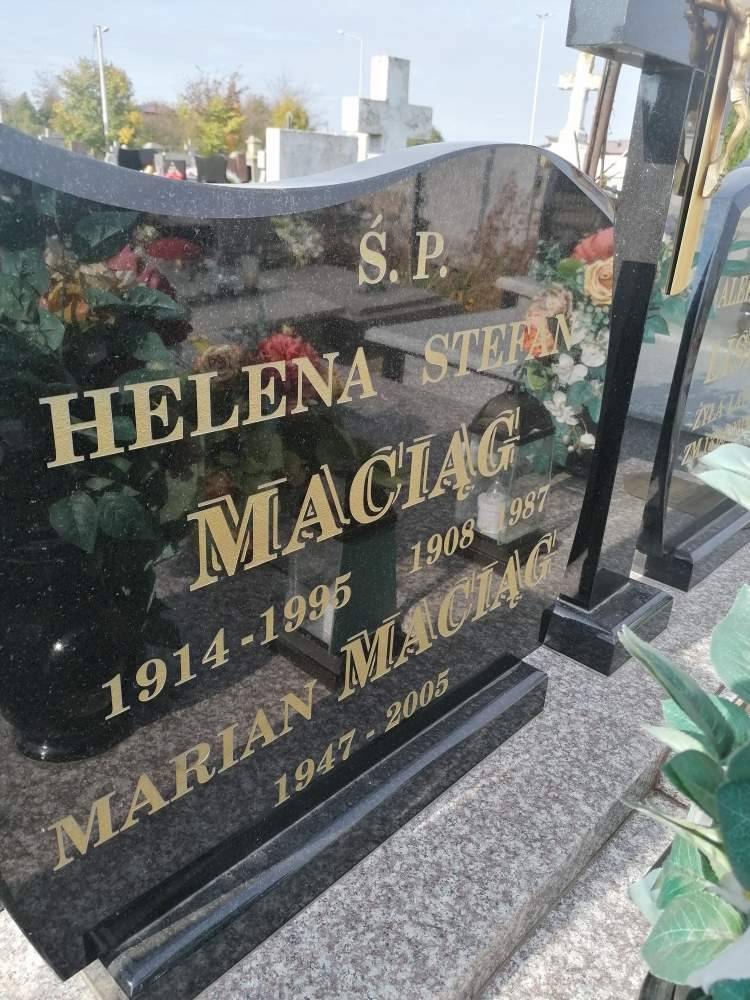 Ś. P.
HELENA STEFAN
MACIĄG
1914-1995 1908 1987
MARIAN MACIĄG
1947-2005